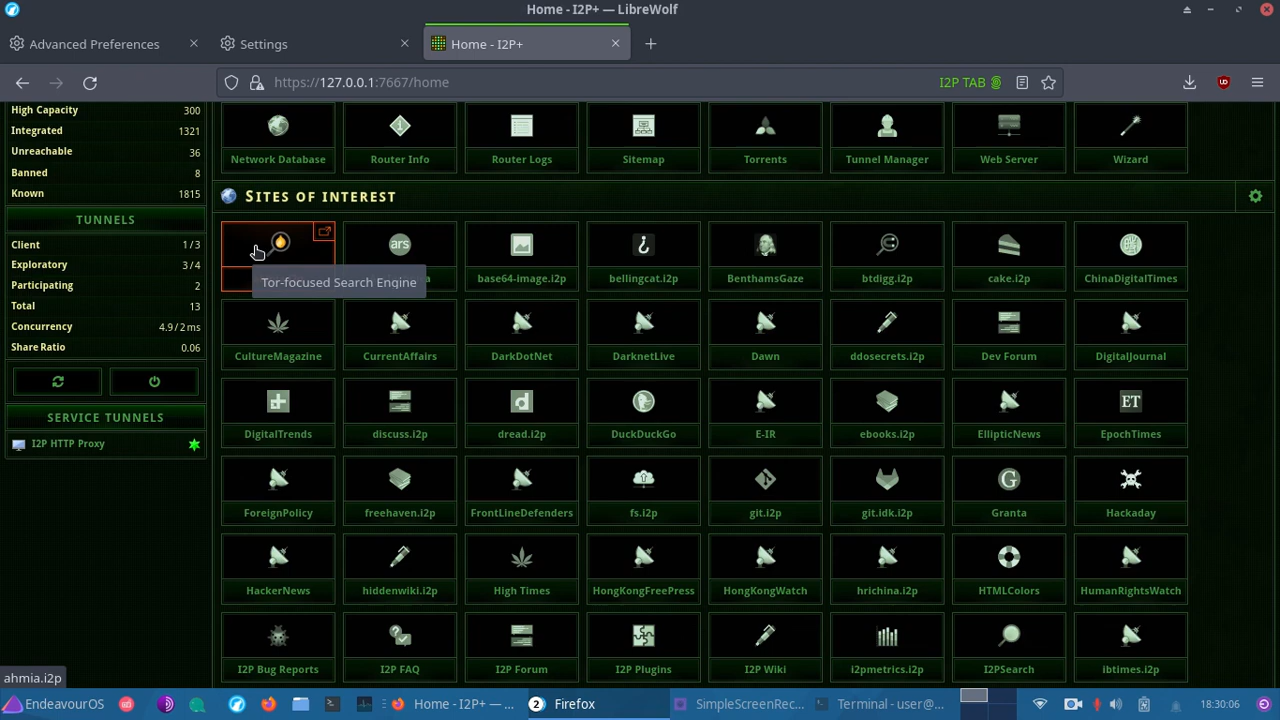 Home - I2P+ — LibreWolf
Advanced Preferences
Settings
Home - I2P+
https://127.0.0.1:7667/home
I2P TAB
High Capacity 300
Integrated 1321
Unreachable 36
Banned 8
Known 1815
TUNNELS
Client 1 / 3
Exploratory 3 / 4
Participating 2
Total 13
Concurrency 4.9 / 2 ms
Share Ratio 0.06
SERVICE TUNNELS
I2P HTTP Proxy
Network Database Router Info Router Logs Sitemap Torrents Tunnel Manager Web Server Wizard
SITES OF INTEREST
ars
Tor-focused Search Engine
base64-image.i2p bellingcat.i2p BenthamsGaze btdigg.i2p cake.i2p ChinaDigitalTimes
CultureMagazine CurrentAffairs DarkDotNet DarknetLive Dawn ddosecrets.i2p Dev Forum DigitalJournal
d ET
DigitalTrends discuss.i2p dread.i2p DuckDuckGo E-IR ebooks.i2p EllipticNews EpochTimes
G
ForeignPolicy freehaven.i2p FrontLineDefenders fs.i2p git.i2p git.idk.i2p Granta Hackaday
HackerNews hiddenwiki.i2p High Times HongKongFreePress HongKongWatch hrichina.i2p HTMLColors HumanRightsWatch
I2P Bug Reports I2P FAQ I2P Forum I2P Plugins I2P Wiki i2pmetrics.i2p I2PSearch ibtimes.i2p
ahmia.i2p
EndeavourOS
Home - I2P+ — ...
2 Firefox
SimpleScreenRec...
Terminal - user@...
18:30:06